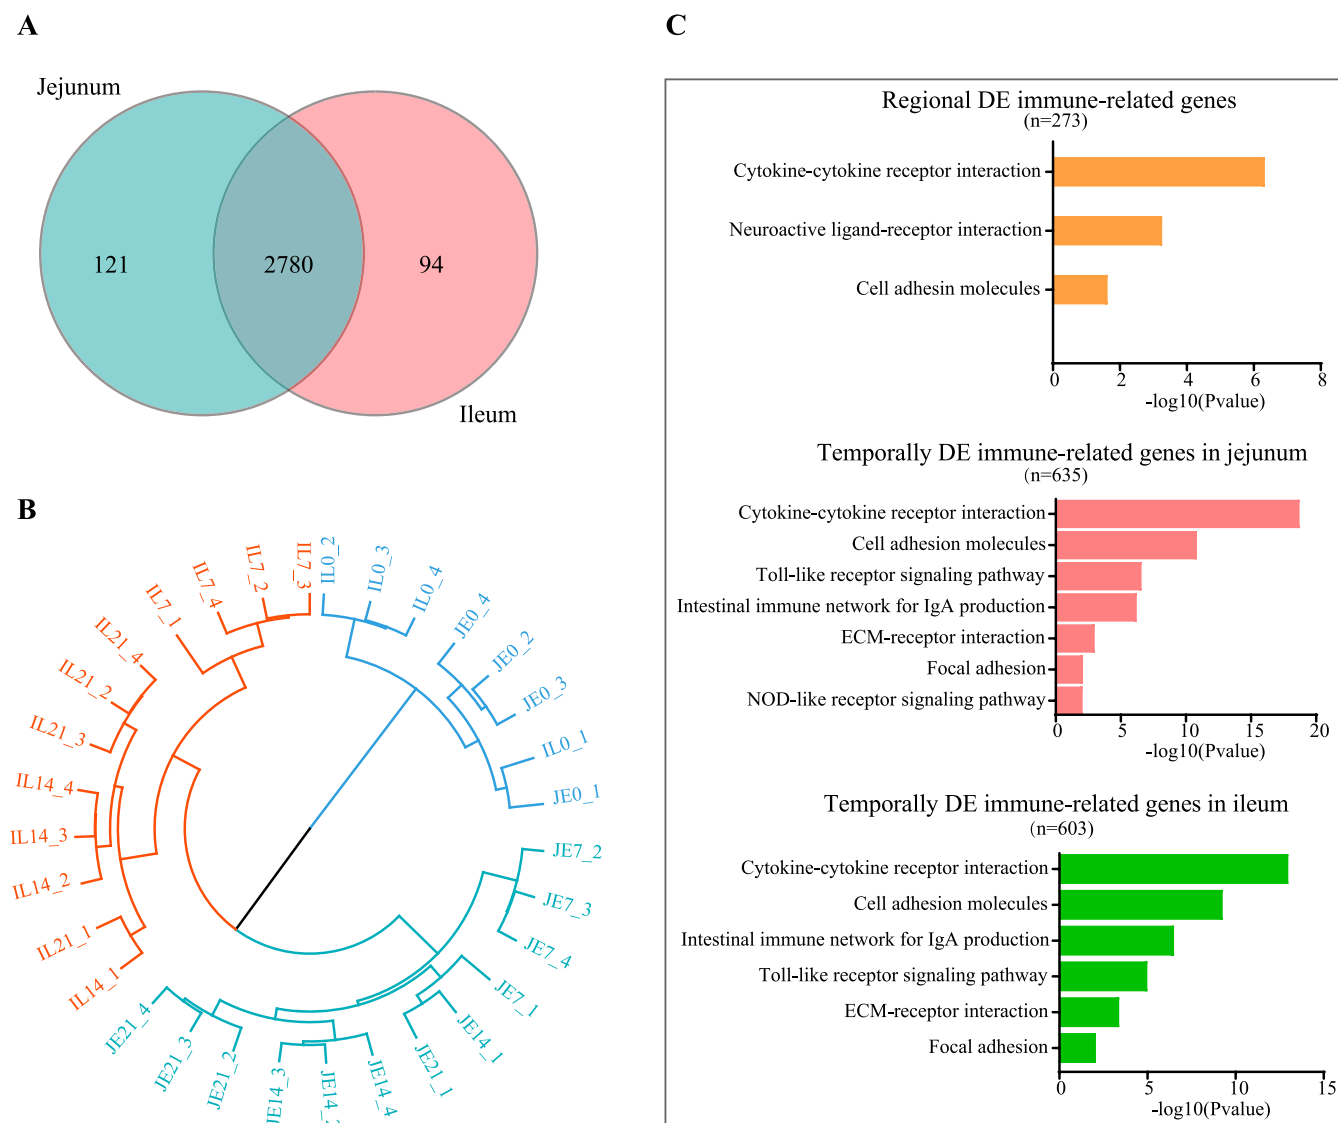 A
Jejunum
121
2780
94
Ileum
B
IL7_3
IL0_2
IL0_3
IL0_4
JE0_4
JE0_2
JE0_3
IL0_1
JE0_1
JE7_2
JE7_3
JE7_4
JE7_1
JE14_1
JE21_1
JE14_4
JE14_3
JE21_2
JE21_3
JE21_4
IL14_1
IL21_1
IL14_2
IL14_3
IL14_4
IL21_3
IL21_2
IL21_4
IL7_1
IL7_4
IL7_2
C
Regional DE immune-related genes
(n=273)
Cytokine-cytokine receptor interaction
Neuroactive ligand-receptor interaction
Cell adhesin molecules
0 2 4 6 8
-log10(Pvalue)
Temporally DE immune-related genes in jejunum
(n=635)
Cytokine-cytokine receptor interaction
Cell adhesion molecules
Toll-like receptor signaling pathway
Intestinal immune network for IgA production
ECM-receptor interaction
Focal adhesion
NOD-like receptor signaling pathway
0 5 10 15 20
-log10(Pvalue)
Temporally DE immune-related genes in ileum
(n=603)
Cytokine-cytokine receptor interaction
Cell adhesion molecules
Intestinal immune network for IgA production
Toll-like receptor signaling pathway
ECM-receptor interaction
Focal adhesion
0 5 10 15
-log10(Pvalue)